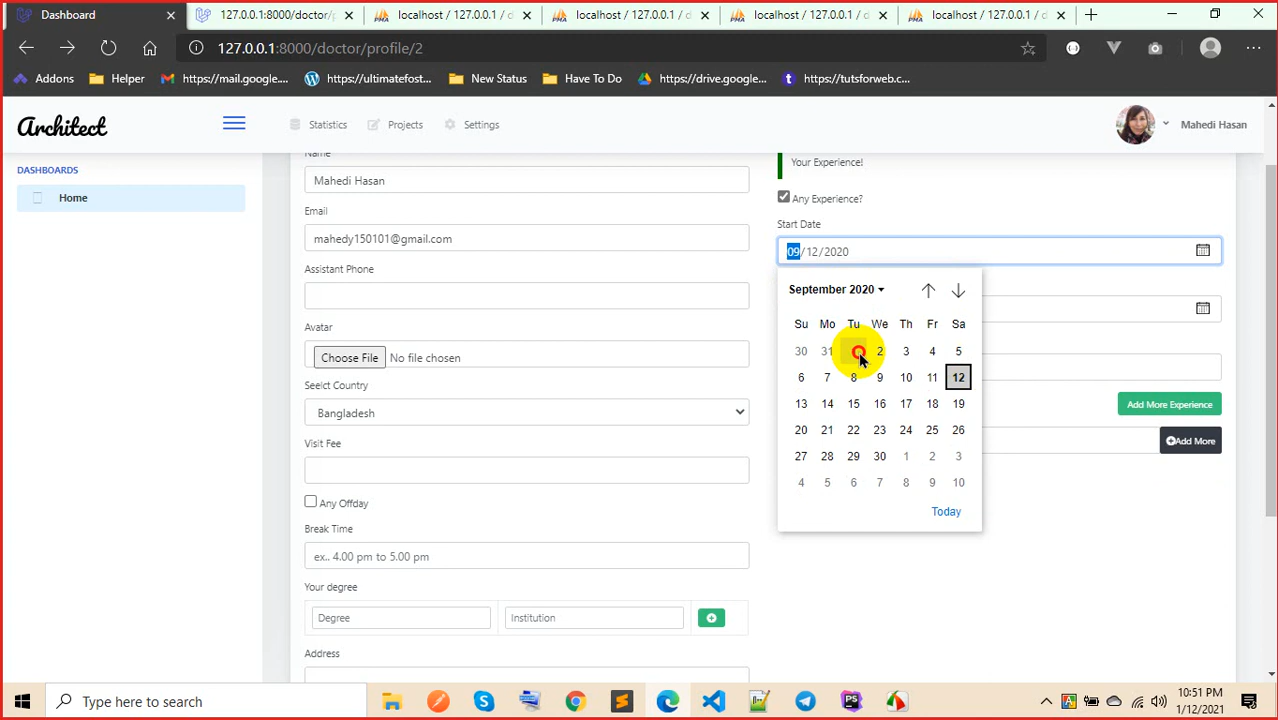 Dashboard
127.0.0.1:8000/doctor/p
localhost / 127.0.0.1 / d
localhost / 127.0.0.1 / d
localhost / 127.0.0.1 / d
localhost / 127.0.0.1 / d
127.0.0.1:8000/doctor/profile/2
Addons
Helper
https://mail.google....
https://ultimatefost...
New Status
Have To Do
https://drive.google...
https://tutsforweb.c...
Architect
Statistics
Projects
Settings
Mahedi Hasan
DASHBOARDS
Home
Name
Mahedi Hasan
Email
mahedy150101@gmail.com
Assistant Phone
Avatar
Choose File No file chosen
Seelct Country
Bangladesh
Visit Fee
Any Offday
Break Time
ex.. 4.00 pm to 5.00 pm
Your degree
Degree
Institution
Address
Your Experience!
Any Experience?
Start Date
09/12/2020
September 2020
Su Mo Tu We Th Fr Sa
30 31 2 3 4 5
6 7 8 9 10 11 12
13 14 15 16 17 18 19
20 21 22 23 24 25 26
27 28 29 30 1 2 3
4 5 6 7 8 9 10
Today
Add More Experience
Add More
Type here to search
10:51 PM
1/12/2021